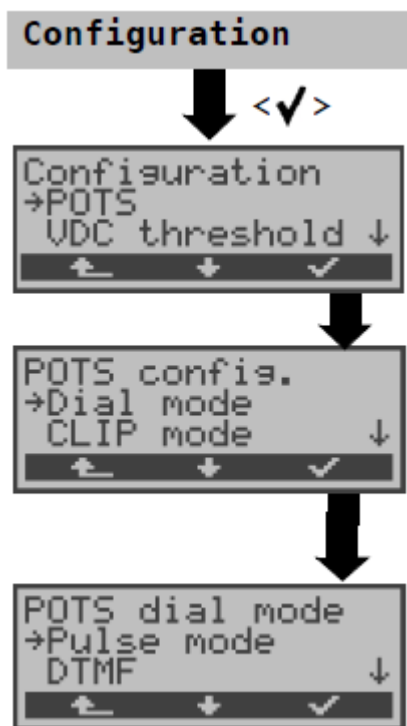 Configuration
<✓>
Configuration
→POTS
VDC threshold ↓
POTS config.
→Dial mode
CLIP mode ↓
POTS dial mode
→Pulse mode
DTMF ↓